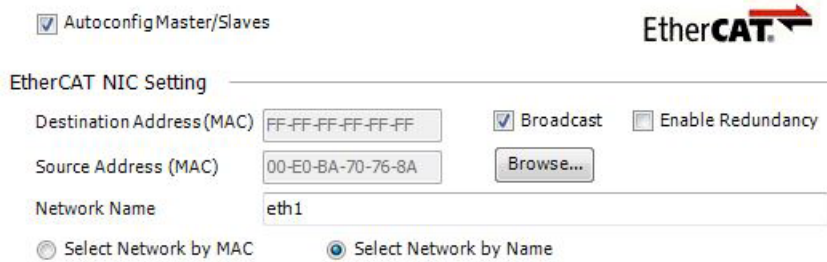 Autoconfig Master/Slaves
EtherCAT.
EtherCAT NIC Setting
Destination Address (MAC) FF-FF-FF-FF-FF-FF Broadcast Enable Redundancy
Source Address (MAC) 00-E0-BA-70-76-8A Browse...
Network Name eth1
Select Network by MAC Select Network by Name